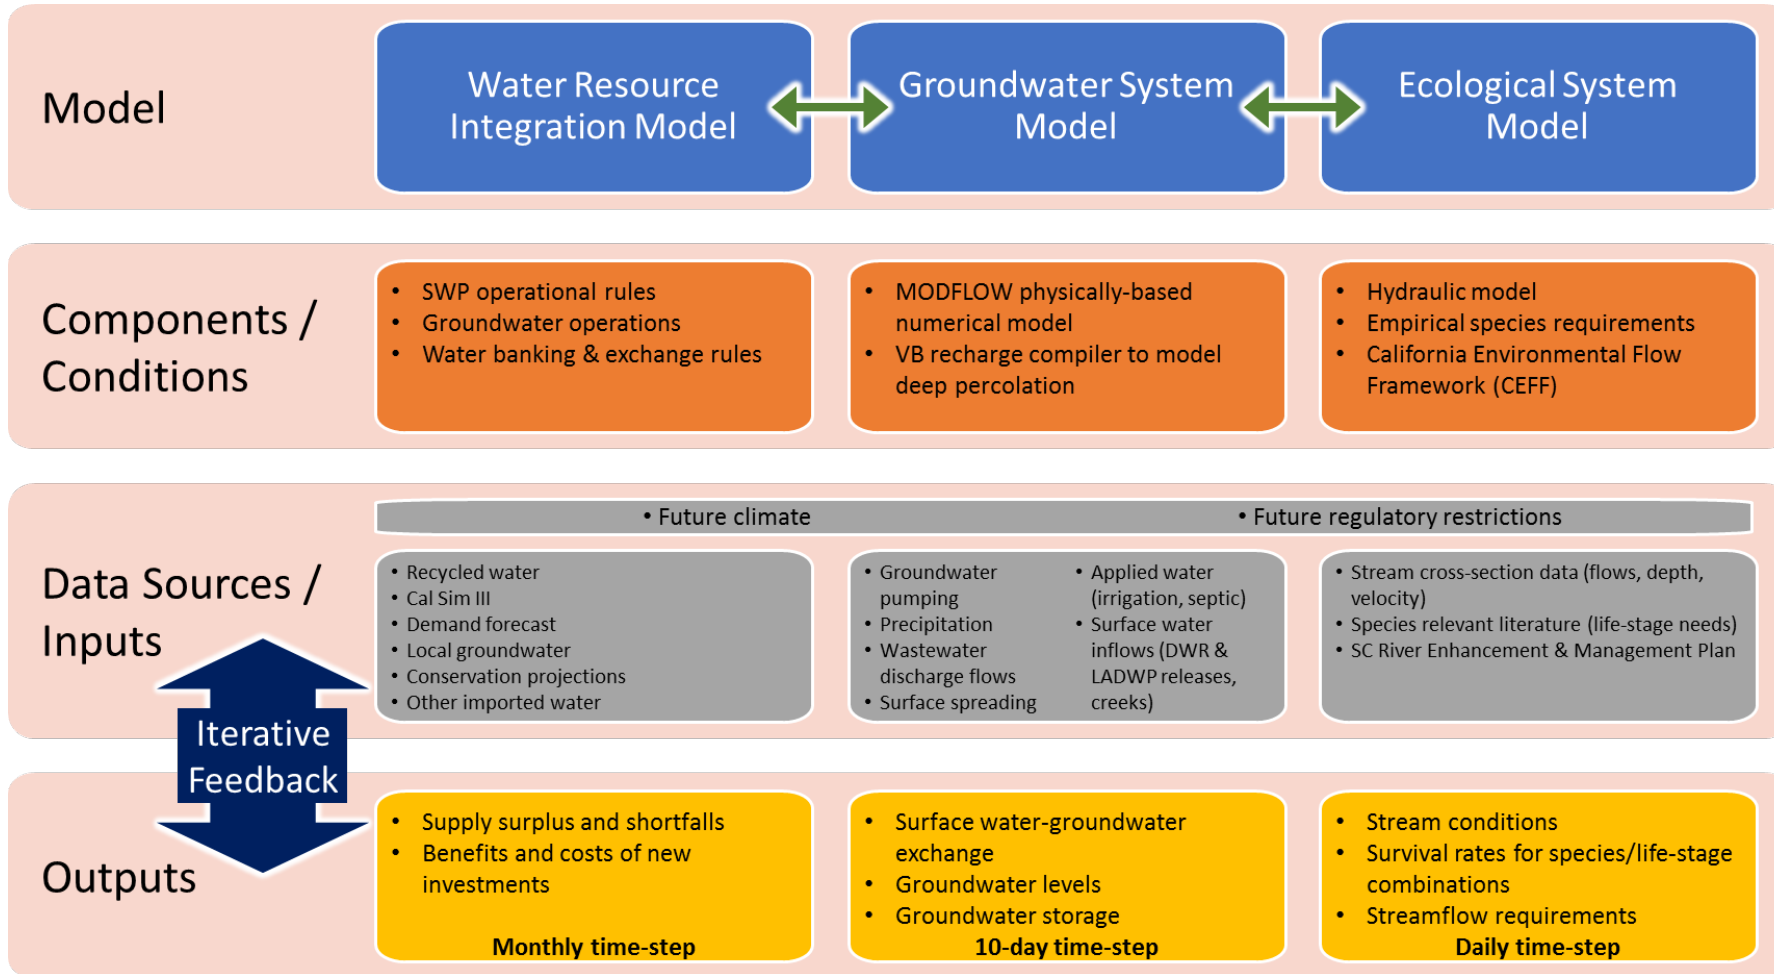 Model
Water Resource
Integration Model
Groundwater System
Model
Ecological System
Model
Components /
Conditions
• SWP operational rules
• Groundwater operations
• Water banking & exchange rules
• MODFLOW physically-based
numerical model
• VB recharge compiler to model
deep percolation
• Hydraulic model
• Empirical species requirements
• California Environmental Flow
Framework (CEFF)
Data Sources /
Inputs
• Future climate
• Future regulatory restrictions
• Recycled water
• Cal Sim III
• Demand forecast
• Local groundwater
• Conservation projections
• Other imported water
• Groundwater
pumping
• Precipitation
• Wastewater
discharge flows
• Surface spreading
• Applied water
(irrigation, septic)
• Surface water
inflows (DWR &
LADWP releases,
creeks)
• Stream cross-section data (flows, depth,
velocity)
• Species relevant literature (life-stage needs)
• SC River Enhancement & Management Plan
Iterative
Feedback
Outputs
• Supply surplus and shortfalls
• Benefits and costs of new
investments
Monthly time-step
• Surface water-groundwater
exchange
• Groundwater levels
• Groundwater storage
10-day time-step
• Stream conditions
• Survival rates for species/life-stage
combinations
• Streamflow requirements
Daily time-step